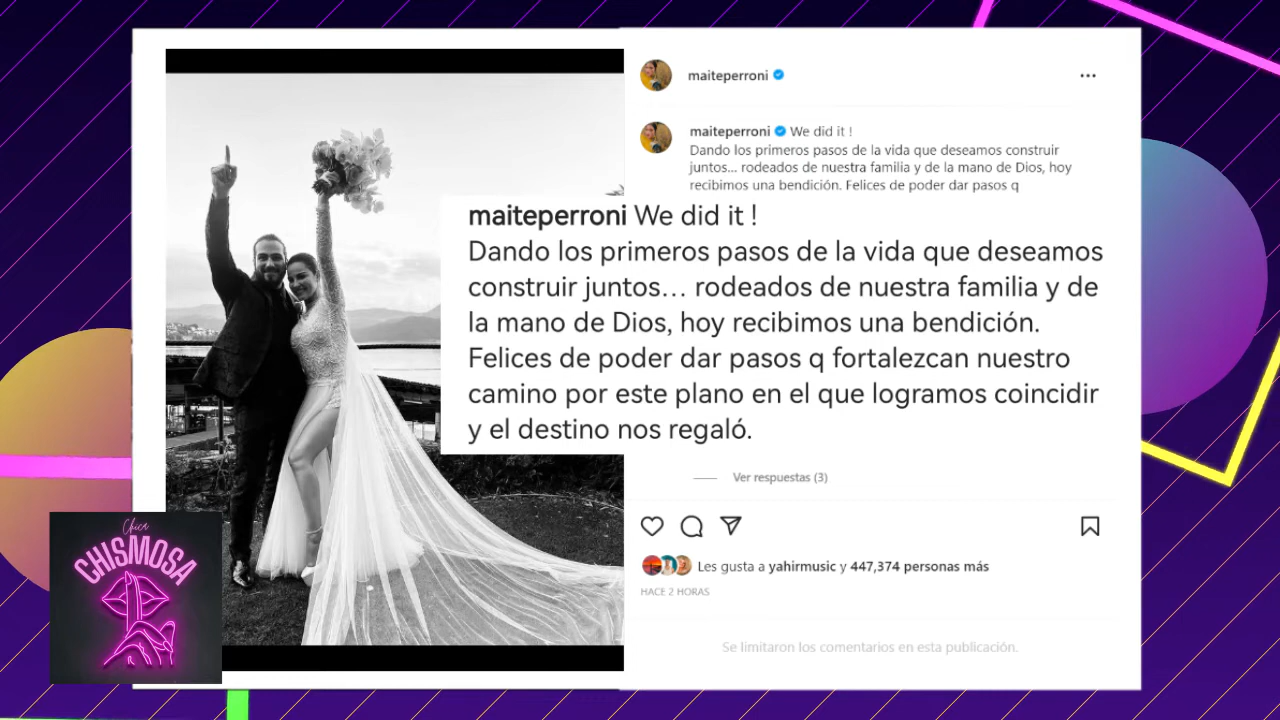 maiteperroni
maiteperroni We did it !
Dando los primeros pasos de la vida que deseamos construir
juntos... rodeados de nuestra familia y de la mano de Dios, hoy
recibimos una bendición. Felices de poder dar pasos q
maiteperroni We did it !
Dando los primeros pasos de la vida que deseamos
construir juntos... rodeados de nuestra familia y de
la mano de Dios, hoy recibimos una bendición.
Felices de poder dar pasos q fortalezcan nuestro
camino por este plano en el que logramos coincidir
y el destino nos regaló.
Ver respuestas (3)
Les gusta a yahirmusic y 447,374 personas más
HACE 2 HORAS
Se limitaron los comentarios en esta publicación.
Chica
CHISMOSA